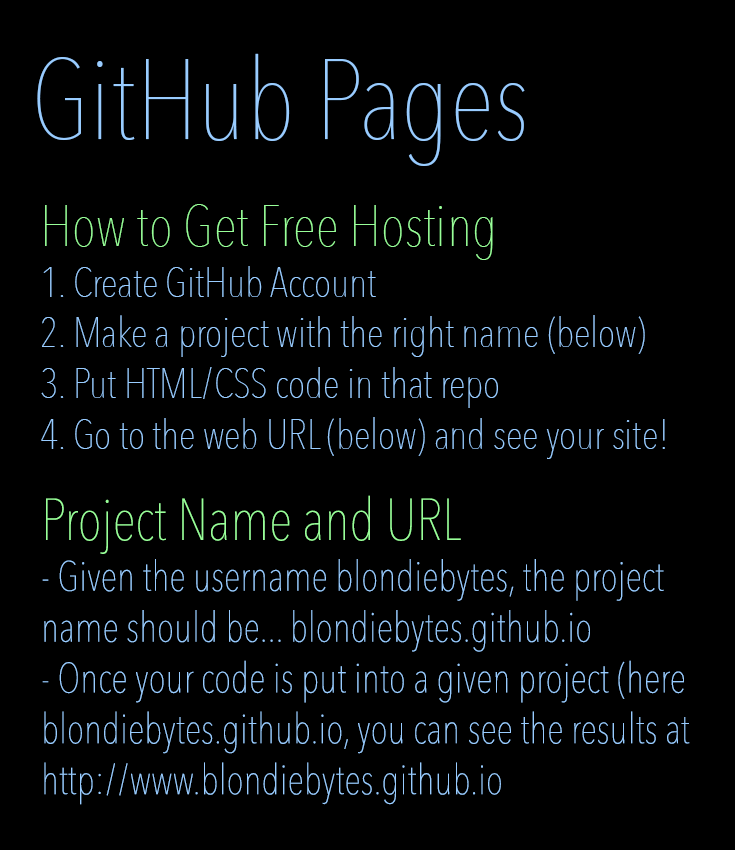 GitHub Pages
How to Get Free Hosting
1. Create GitHub Account
2. Make a project with the right name (below)
3. Put HTML/CSS code in that repo
4. Go to the web URL (below) and see your site!
Project Name and URL
- Given the username blondiebytes, the project
name should be... blondiebytes.github.io
- Once your code is put into a given project (here
blondiebytes.github.io, you can see the results at
http://www.blondiebytes.github.io